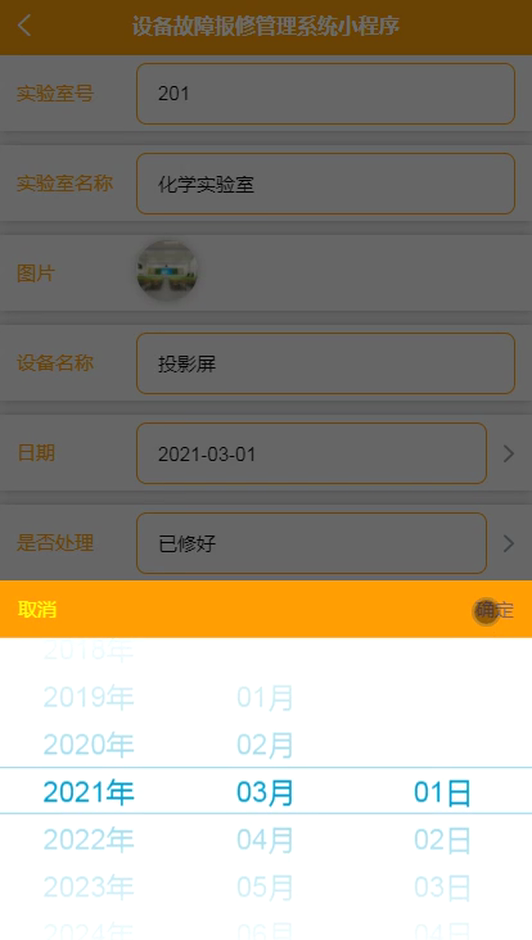 设备故障报修管理系统小程序
实验室号 201
实验室名称 化学实验室
图片
设备名称 投影屏
日期 2021-03-01
是否处理 已修好
取消 确定
2018年
2019年 01月
2020年 02月
2021年 03月 01日
2022年 04月 02日
2023年 05月 03日
2024年 06月 04日